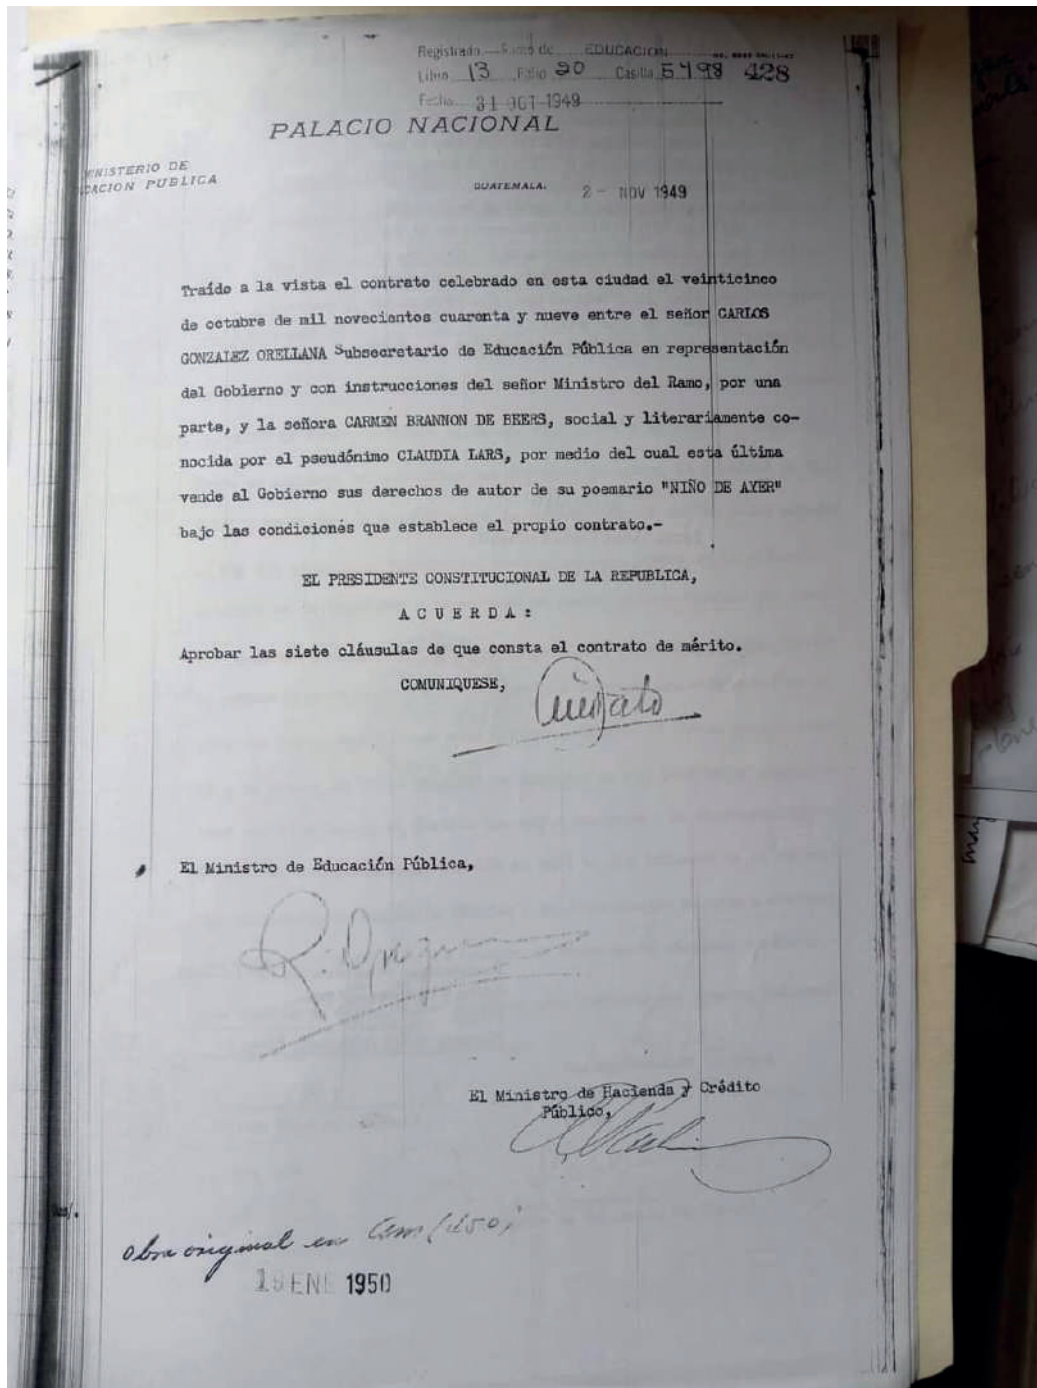 Registrado.— Ramo de EDUCACION
Libro 13 Folio 20 Casilla 5498 428
Fecha 31 OCT 1949
PALACIO NACIONAL
MINISTERIO DE
EDUCACION PUBLICA
GUATEMALA. 2 - NOV 1949
Traído a la vista el contrato celebrado en esta ciudad el veinticinco
de octubre de mil novecientos cuarenta y nueve entre el señor CARLOS
GONZALEZ ORELLANA Subsecretario de Educación Pública en representación
del Gobierno y con instrucciones del señor Ministro del Ramo, por una
parte, y la señora CARMEN BRANNON DE BEERS, social y literariamente co-
nocida por el pseudónimo CLAUDIA LARS, por medio del cual esta última
vende al Gobierno sus derechos de autor de su poemario "NIÑO DE AYER"
bajo las condiciones que establece el propio contrato.-
EL PRESIDENTE CONSTITUCIONAL DE LA REPUBLICA,
A C U E R D A :
Aprobar las siete cláusulas de que consta el contrato de mérito.
COMUNIQUESE,
El Ministro de Educación Pública,
El Ministro de Hacienda y Crédito
Público,
Obra original en
ENE 1950